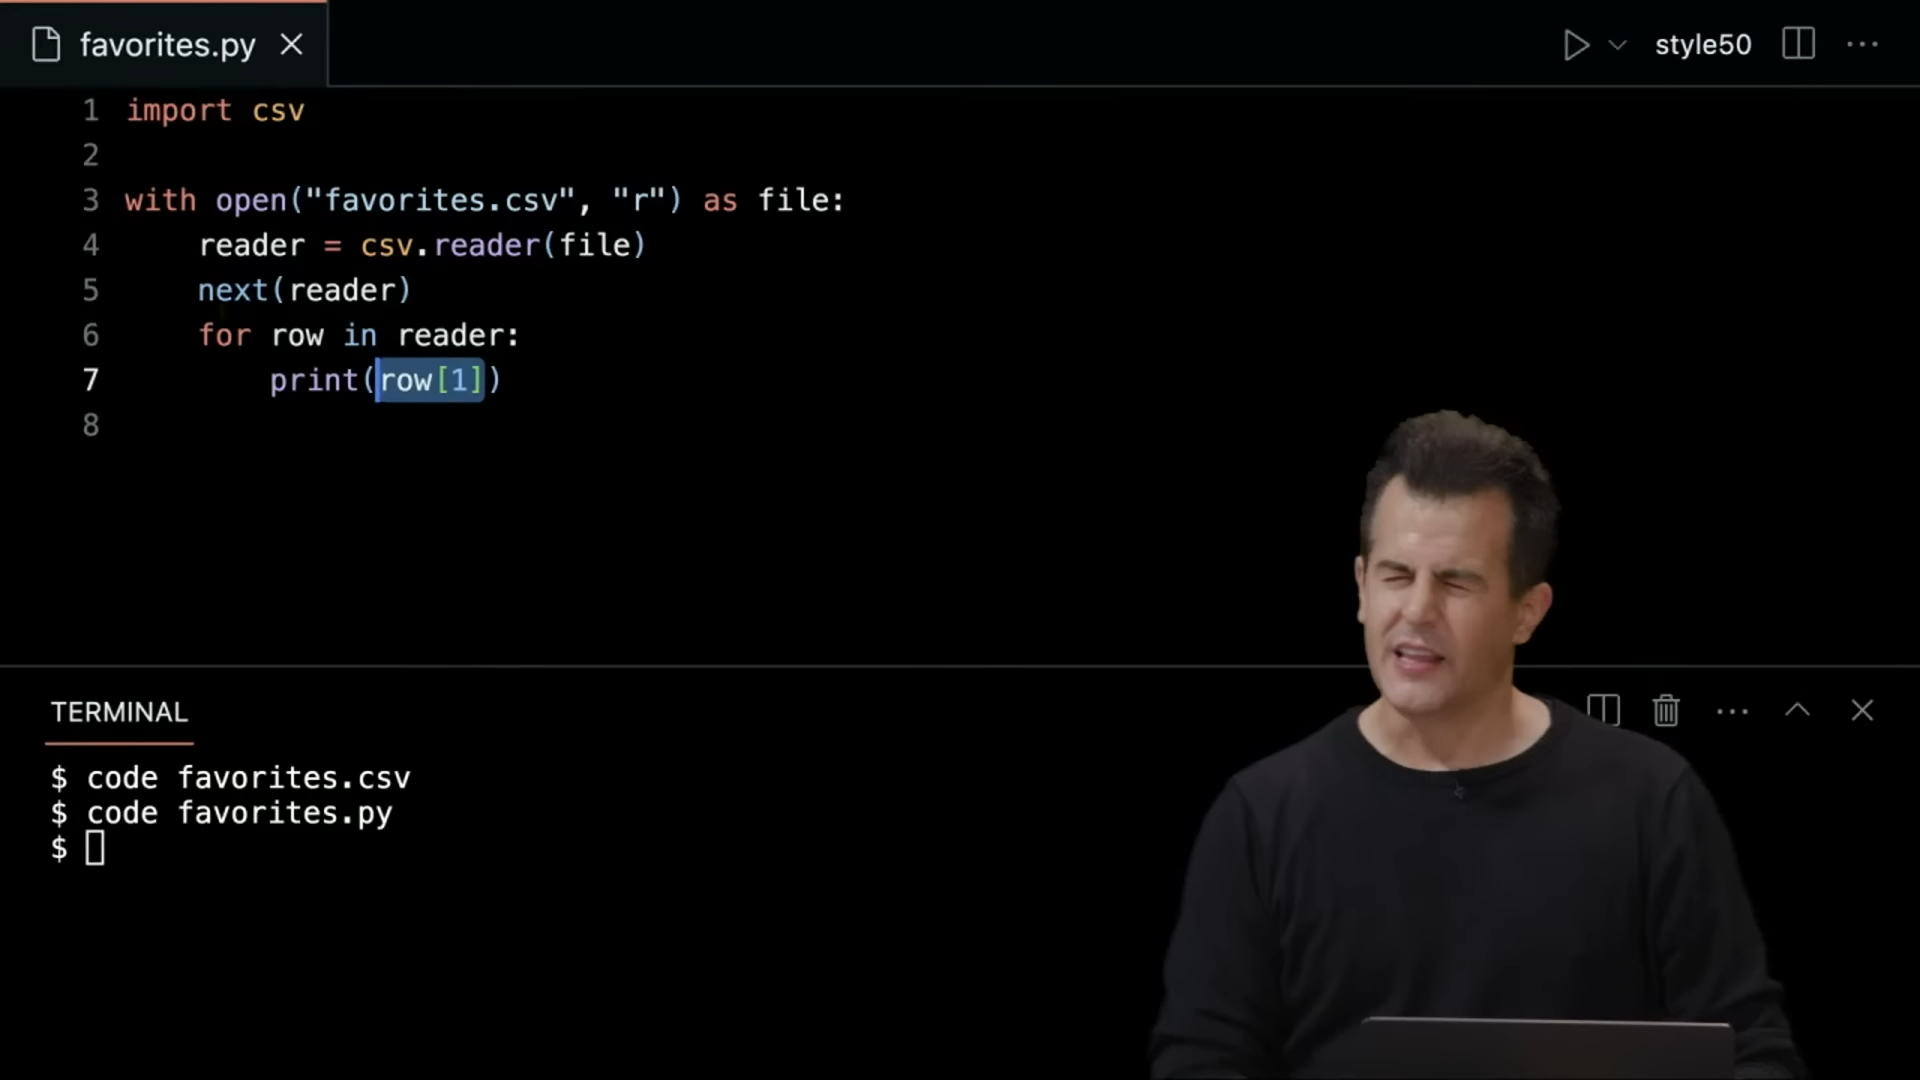 favorites.py
style50
1 import csv
2
3 with open("favorites.csv", "r") as file:
4     reader = csv.reader(file)
5     next(reader)
6     for row in reader:
7         print(row[1])
8
TERMINAL
$ code favorites.csv
$ code favorites.py
$